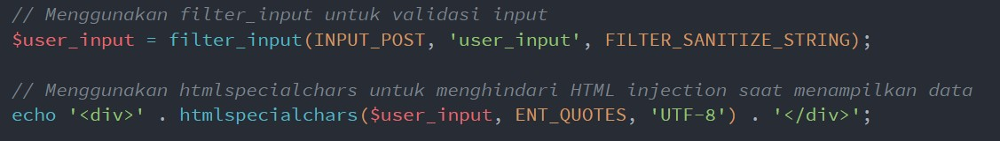 // Menggunakan filter_input untuk validasi input
$user_input = filter_input(INPUT_POST, 'user_input', FILTER_SANITIZE_STRING);
// Menggunakan htmlspecialchars untuk menghindari HTML injection saat menampilkan data
echo '<div>' . htmlspecialchars($user_input, ENT_QUOTES, 'UTF-8') . '</div>';